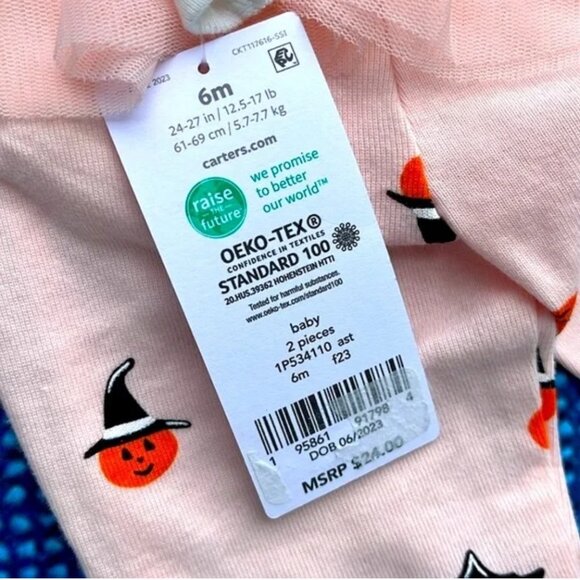 CKT117616-SS1
2023
6m
24-27 in / 12.5-17 lb
61-69 cm / 5.7-7.7 kg
carters.com
raise
THE
future
we promise
to better
our world™
OEKO-TEX®
CONFIDENCE IN TEXTILES
STANDARD 100
20.HUS.39362 HOHENSTEIN HTTI
Tested for harmful substances.
www.oeko-tex.com/standard100
baby
2 pieces
1P534110 ast
6m f23
1 95861 91798 4
DOB 06/2023
MSRP $24.00